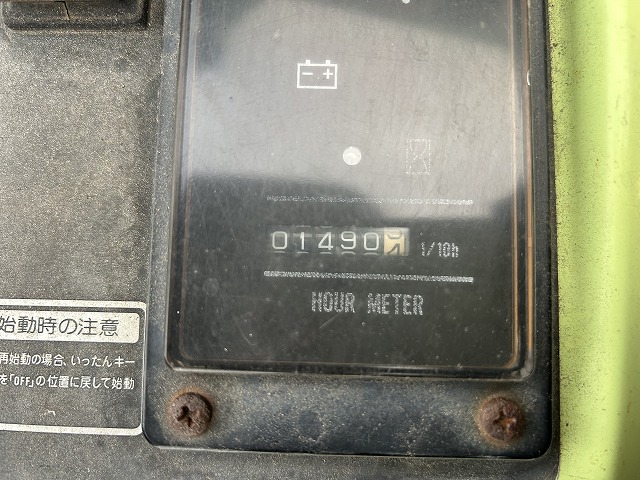 - +
01490
1/10h
HOUR METER
始動時の注意
再始動の場合、いったんキー
を「OFF」の位置に戻して始動